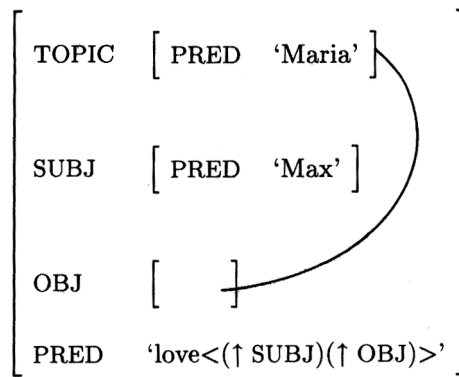 TOPIC [ PRED ‘Maria’ ]
SUBJ [ PRED ‘Max’ ]
OBJ [ ]
PRED ‘love<(↑ SUBJ)(↑ OBJ)>’